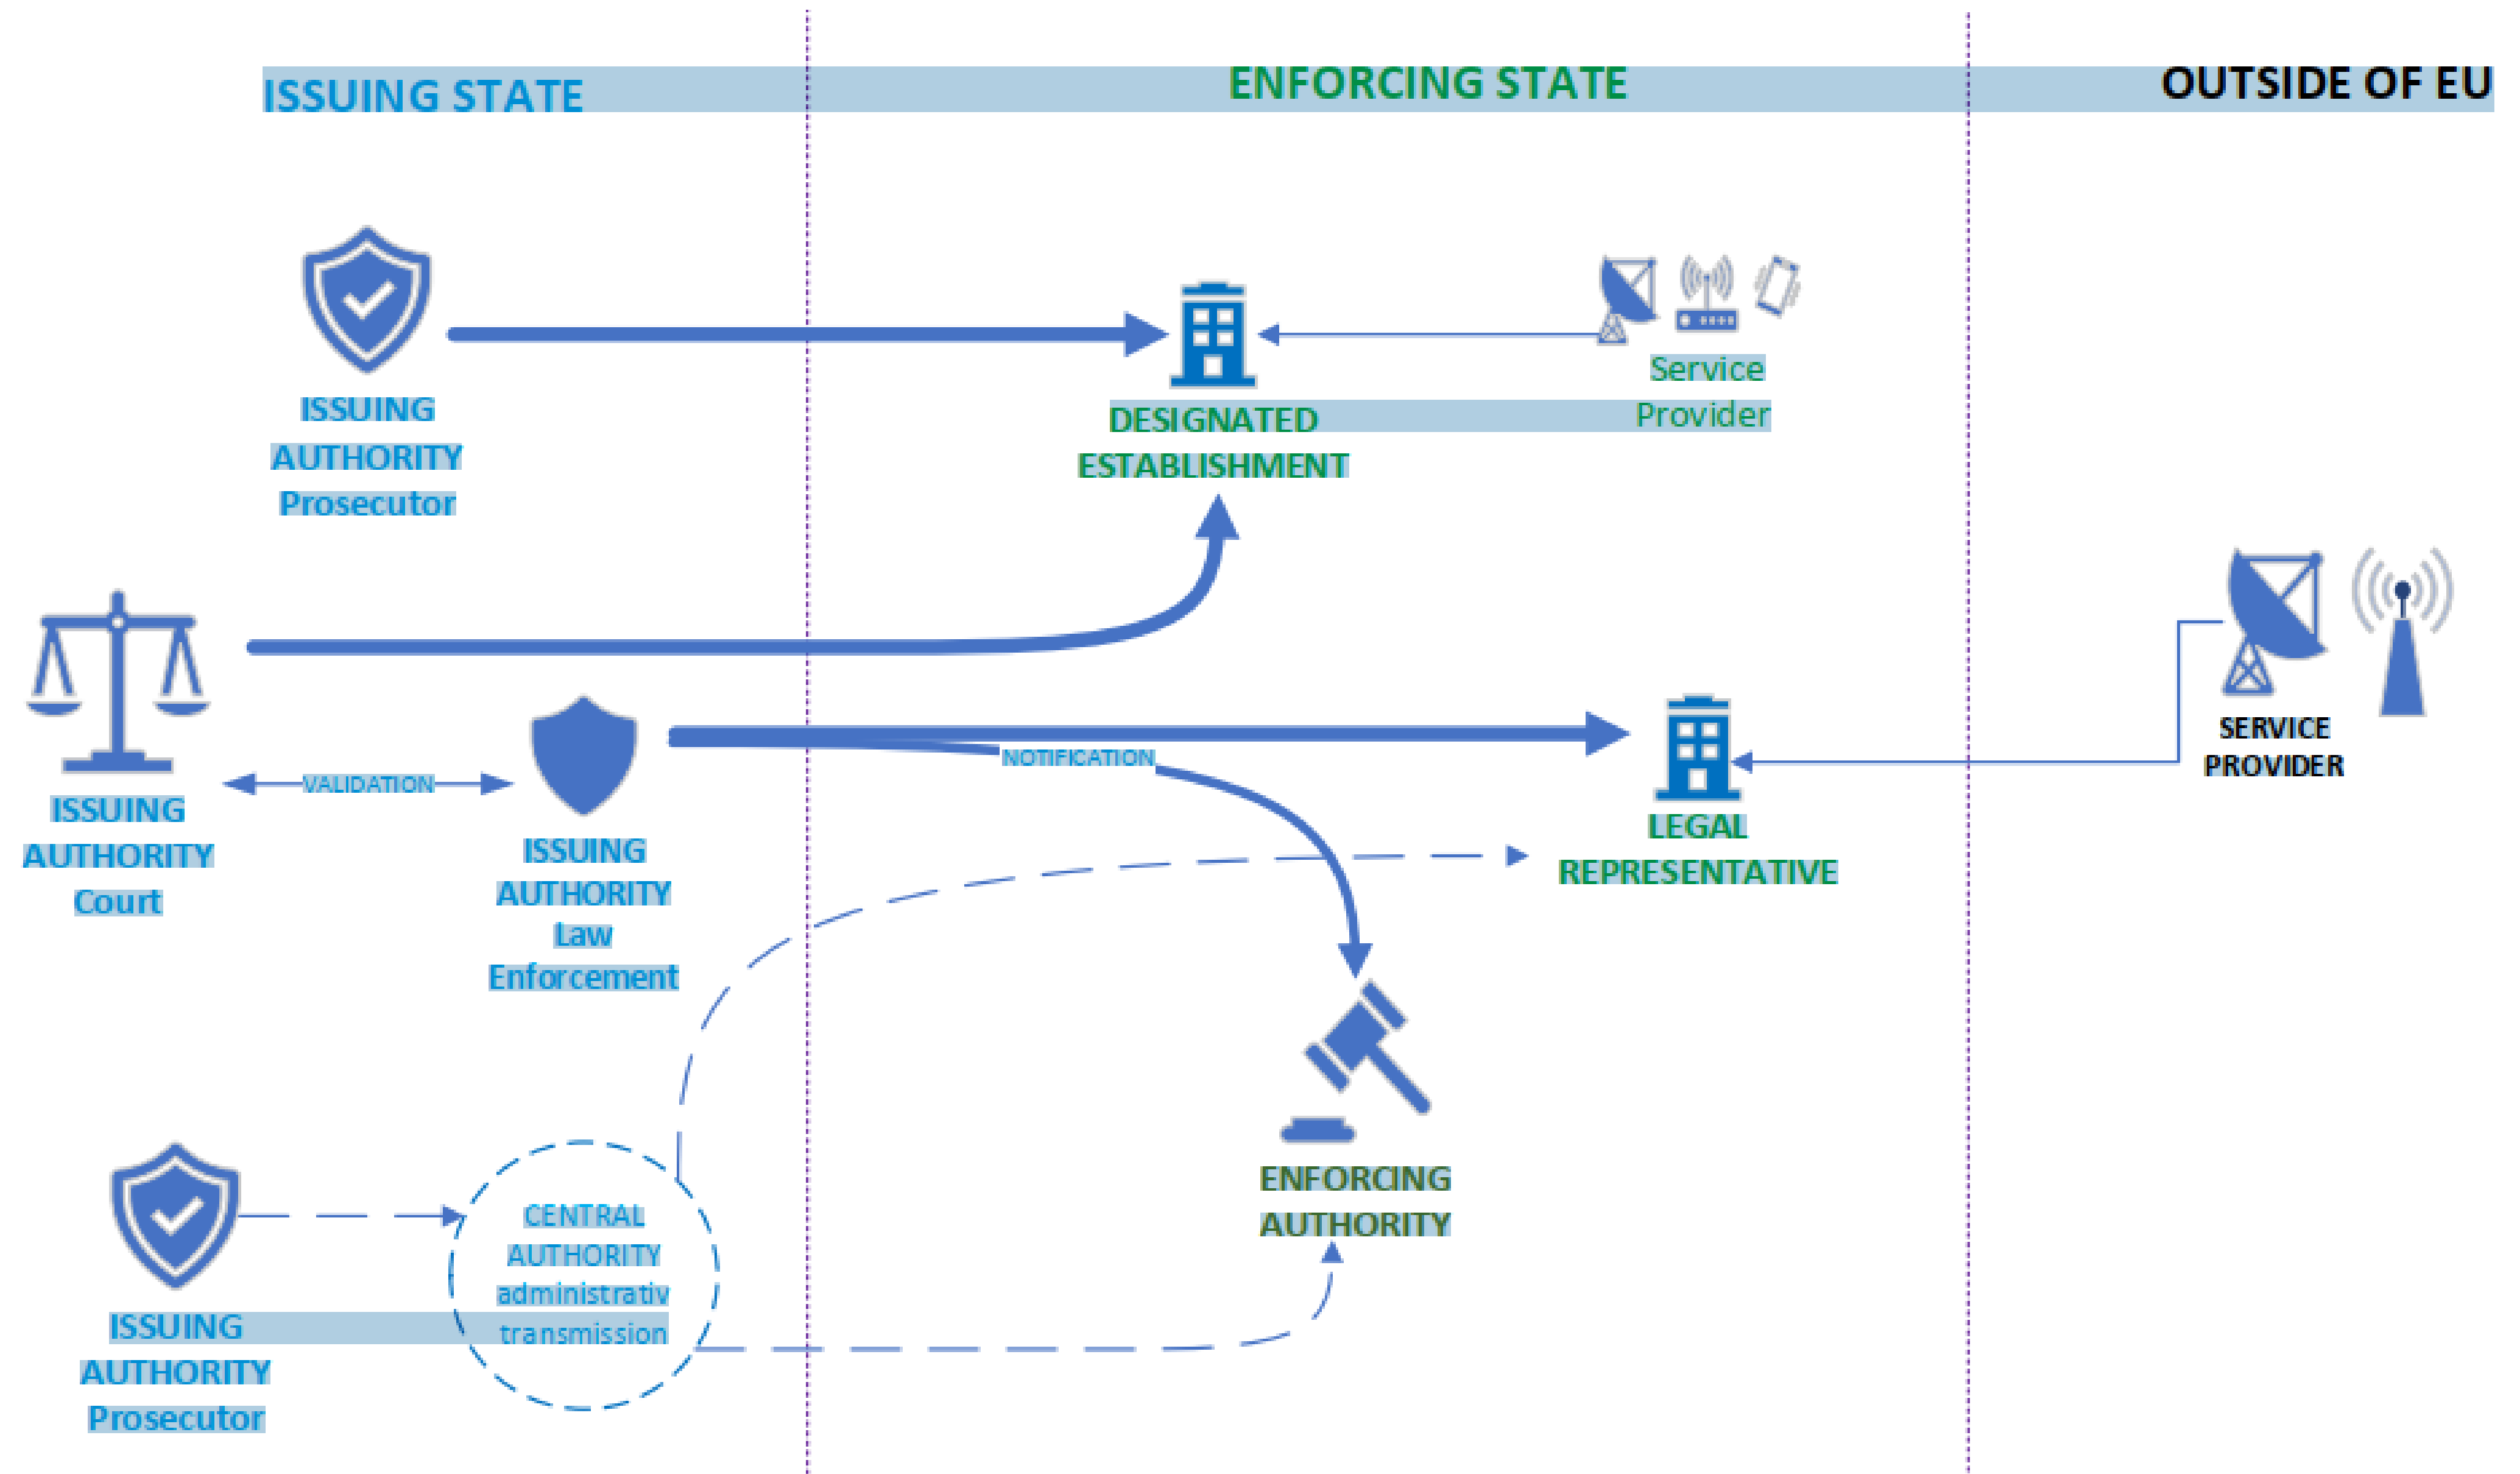 ISSUING STATE
ENFORCING STATE
OUTSIDE OF EU
ISSUING
AUTHORITY
Prosecutor
DESIGNATED
ESTABLISHMENT
Service
Provider
ISSUING
AUTHORITY
Court
VALIDATION
ISSUING
AUTHORITY
Law
Enforcement
NOTIFICATION
LEGAL
REPRESENTATIVE
SERVICE
PROVIDER
ENFORCING
AUTHORITY
ISSUING
AUTHORITY
Prosecutor
CENTRAL
AUTHORITY
administrativ
transmission